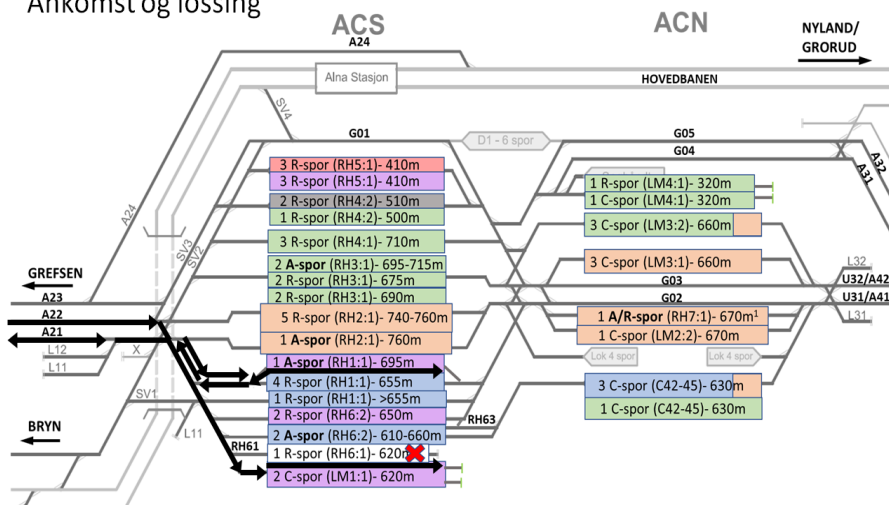 Ankomst og lossing
ACS
ACN
A24
NYLAND/
GRORUD
Alna Stasjon
HOVEDBANEN
SV4
G01
D1 - 6 spor
G05
G04
A32
A31
3 R-spor (RH5:1)- 410m
3 R-spor (RH5:1)- 410m
2 R-spor (RH4:2)- 510m
1 R-spor (RH4:2)- 500m
3 R-spor (RH4:1)- 710m
2 A-spor (RH3:1)- 695-715m
2 R-spor (RH3:1)- 675m
2 R-spor (RH3:1)- 690m
5 R-spor (RH2:1)- 740-760m
1 A-spor (RH2:1)- 760m
1 A-spor (RH1:1)- 695m
4 R-spor (RH1:1)- 655m
1 R-spor (RH1:1)- >655m
2 R-spor (RH6:2)- 650m
2 A-spor (RH6:2)- 610-660m
1 R-spor (RH6:1)- 620m
2 C-spor (LM1:1)- 620m
1 R-spor (LM4:1)- 320m
1 C-spor (LM4:1)- 320m
3 C-spor (LM3:2)- 660m
3 C-spor (LM3:1)- 660m
G03
G02
1 A/R-spor (RH7:1)- 670m¹
1 C-spor (LM2:2)- 670m
Lok 4 spor
Lok 4 spor
3 C-spor (C42-45)- 630m
1 C-spor (C42-45)- 630m
L32
U32/A42
U31/A41
L31
A24
SV3
SV2
GREFSEN
A23
A22
A21
L12
X
L11
SV1
BRYN
L11
RH61
RH63